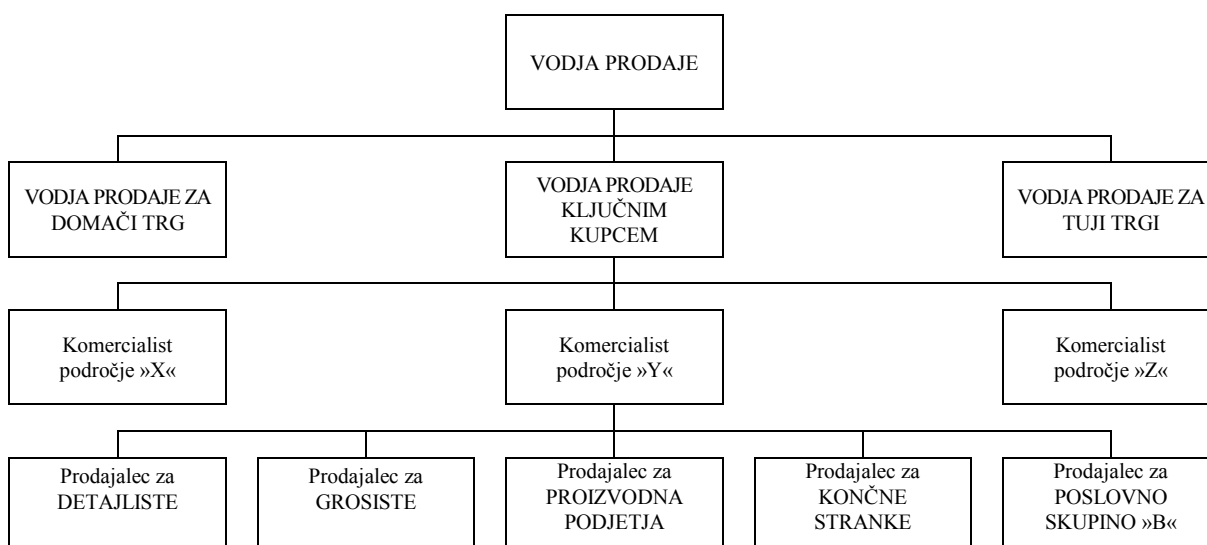 VODJA PRODAJE
VODJA PRODAJE ZA
DOMAČI TRG
VODJA PRODAJE
KLJUČNIM
KUPCEM
VODJA PRODAJE ZA
TUJI TRGI
Komercialist
področje »X«
Komercialist
področje »Y«
Komercialist
področje »Z«
Prodajalec za
DETAJLISTE
Prodajalec za
GROSISTE
Prodajalec za
PROIZVODNA
PODJETJA
Prodajalec za
KONČNE
STRANKE
Prodajalec za
POSLOVNO
SKUPINO »B«